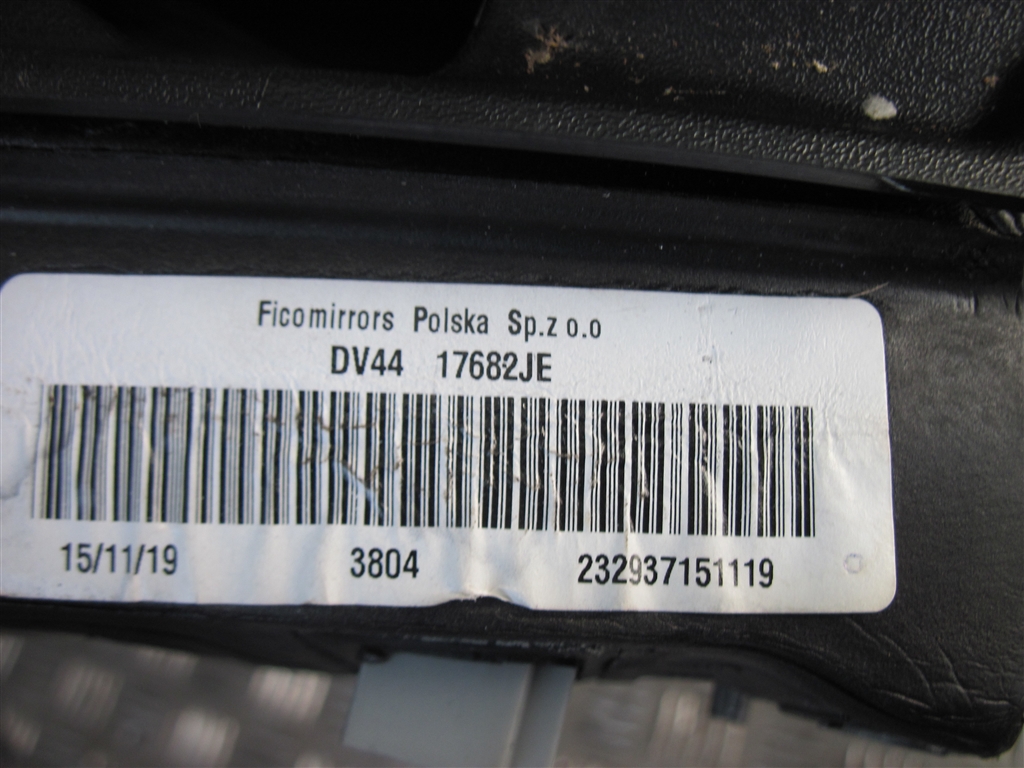 Ficomirrors Polska Sp.z o.o
DV44 17682JE
15/11/19 3804 232937151119